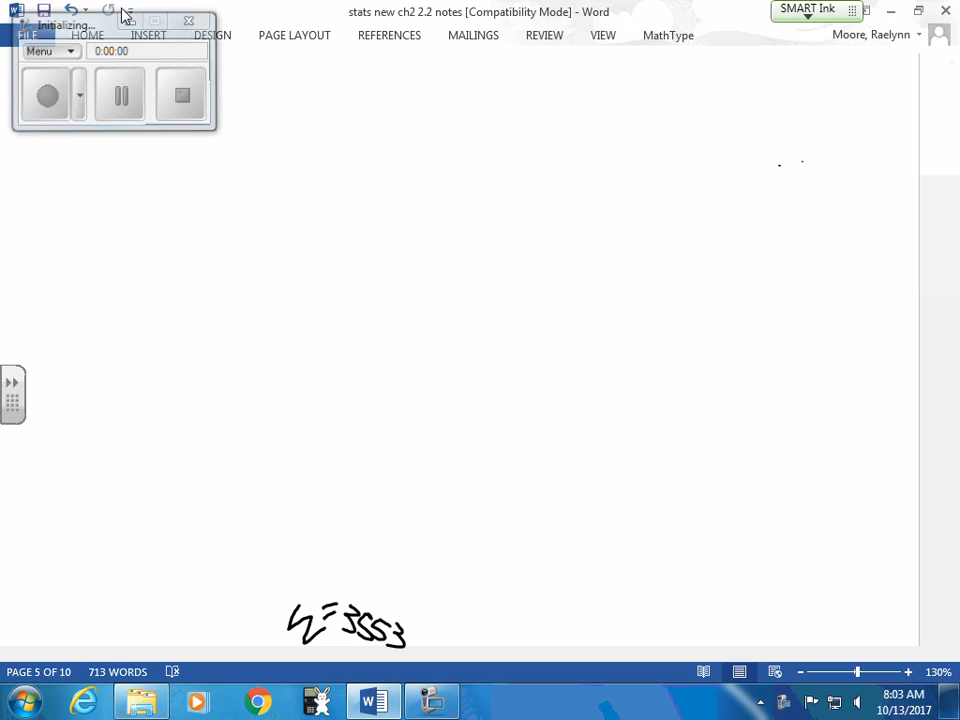 stats new ch2 2.2 notes [Compatibility Mode] - Word
SMART Ink
Initializing...
FILE HOME INSERT DESIGN PAGE LAYOUT REFERENCES MAILINGS REVIEW VIEW MathType Moore, Raelynn
Menu 0:00:00
=3553
PAGE 5 OF 10 713 WORDS 130%
8:03 AM
10/13/2017